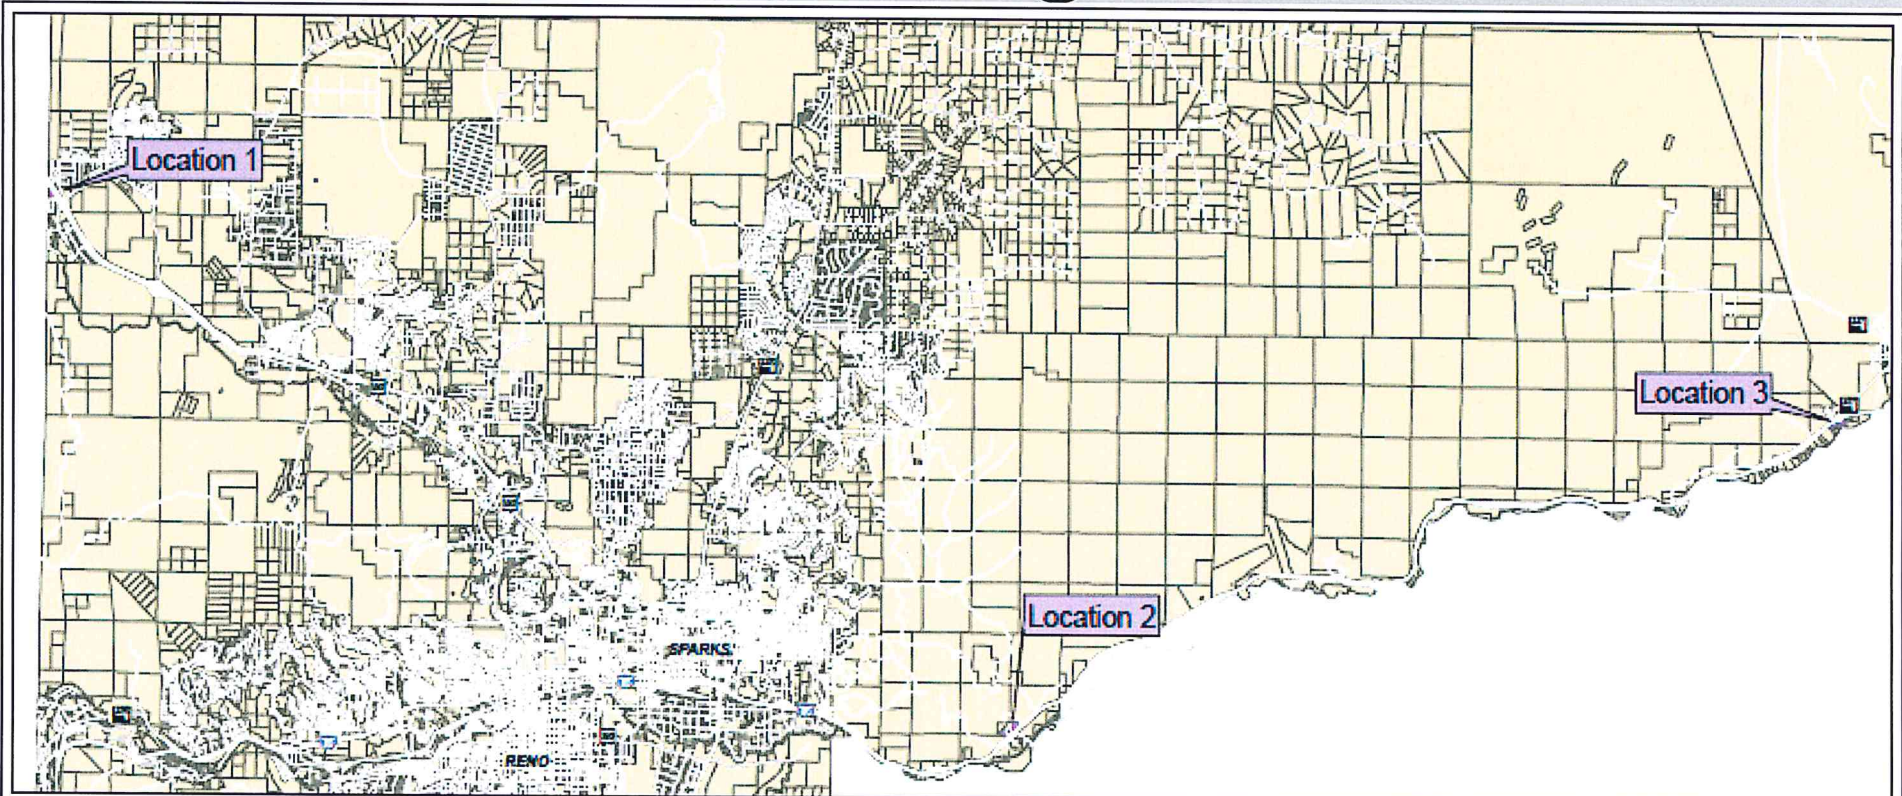 Location 1
Location 3
Location 2
SPARKS
RENO